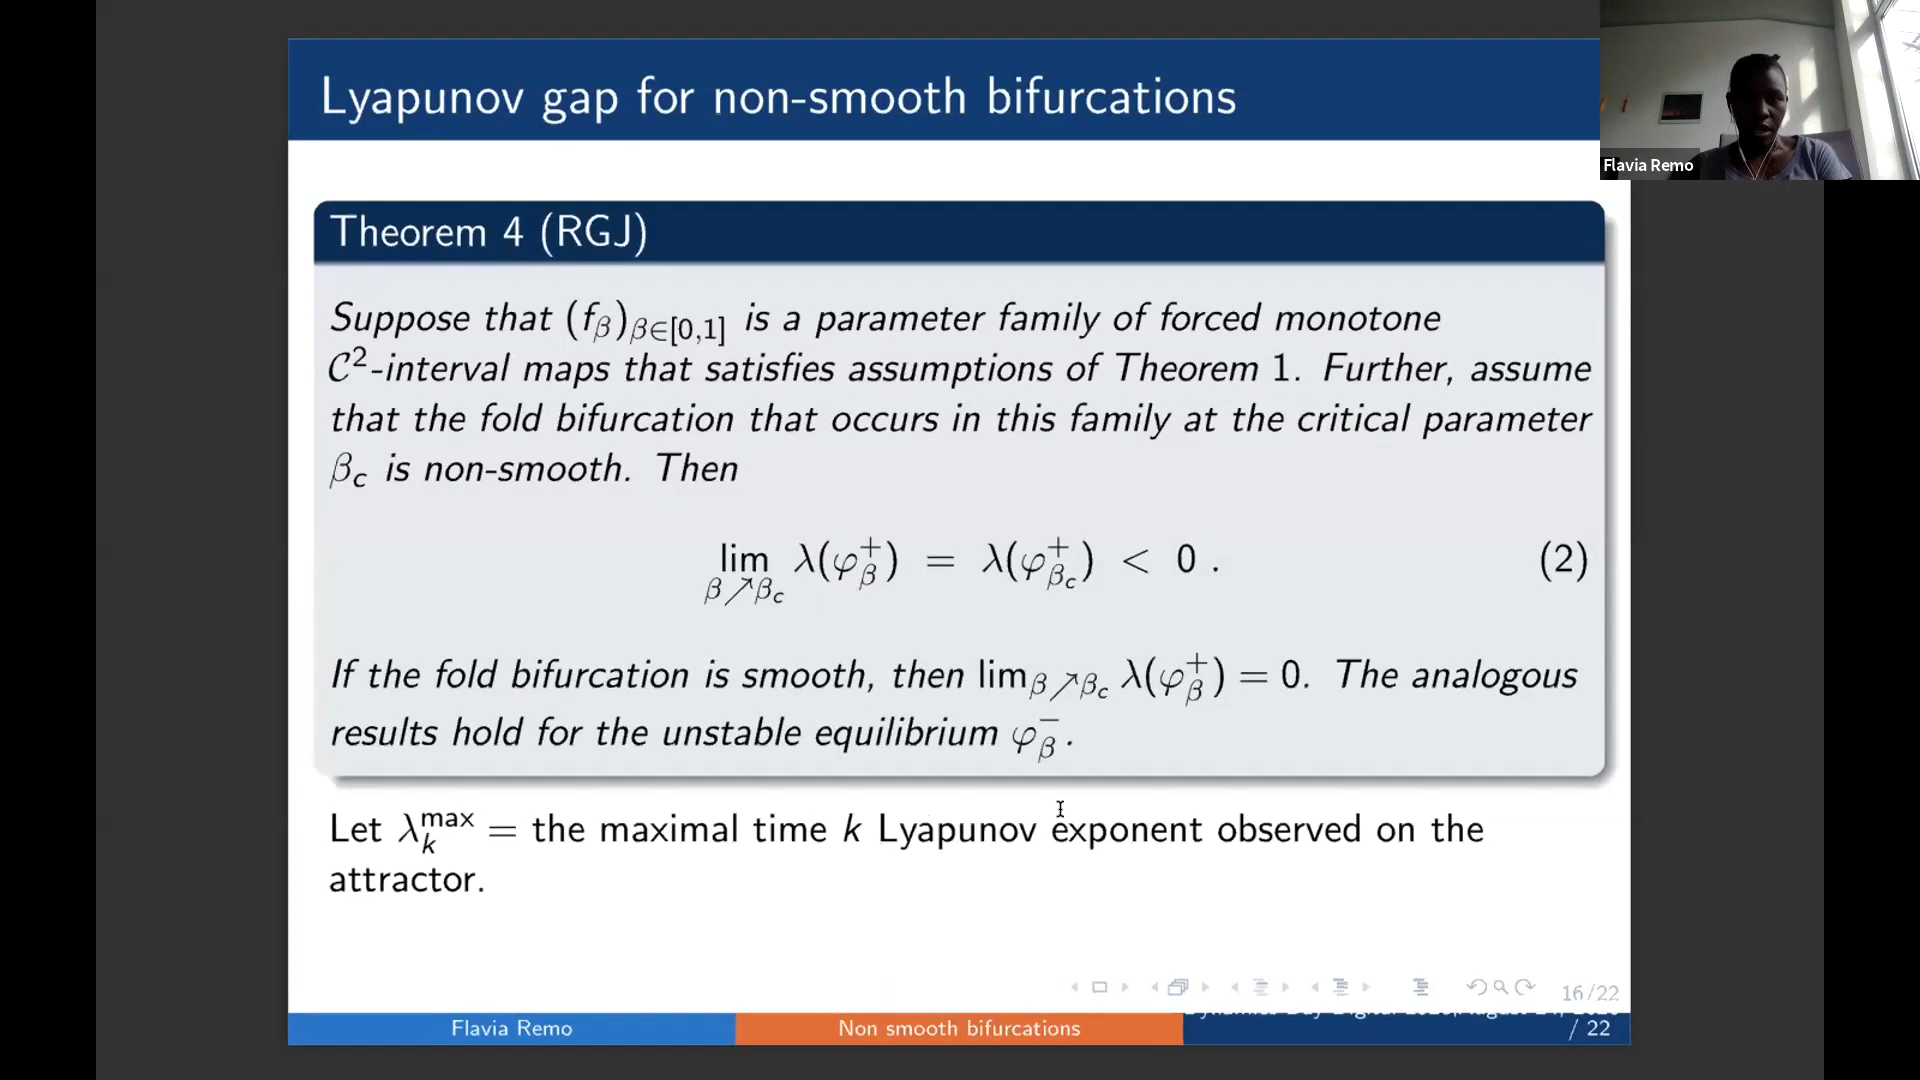 Lyapunov gap for non-smooth bifurcations
Flavia Remo
Theorem 4 (RGJ)
Suppose that (f_β)_{β∈[0,1]} is a parameter family of forced monotone
C²-interval maps that satisfies assumptions of Theorem 1. Further, assume
that the fold bifurcation that occurs in this family at the critical parameter
β_c is non-smooth. Then
lim_{β↗β_c} λ(φ_β^+) = λ(φ_{β_c}^+) < 0 . (2)
If the fold bifurcation is smooth, then lim_{β↗β_c} λ(φ_β^+) = 0. The analogous
results hold for the unstable equilibrium φ_β^-.
Let λ_k^max = the maximal time k Lyapunov exponent observed on the
attractor.
16/22
Flavia Remo Non smooth bifurcations
/ 22